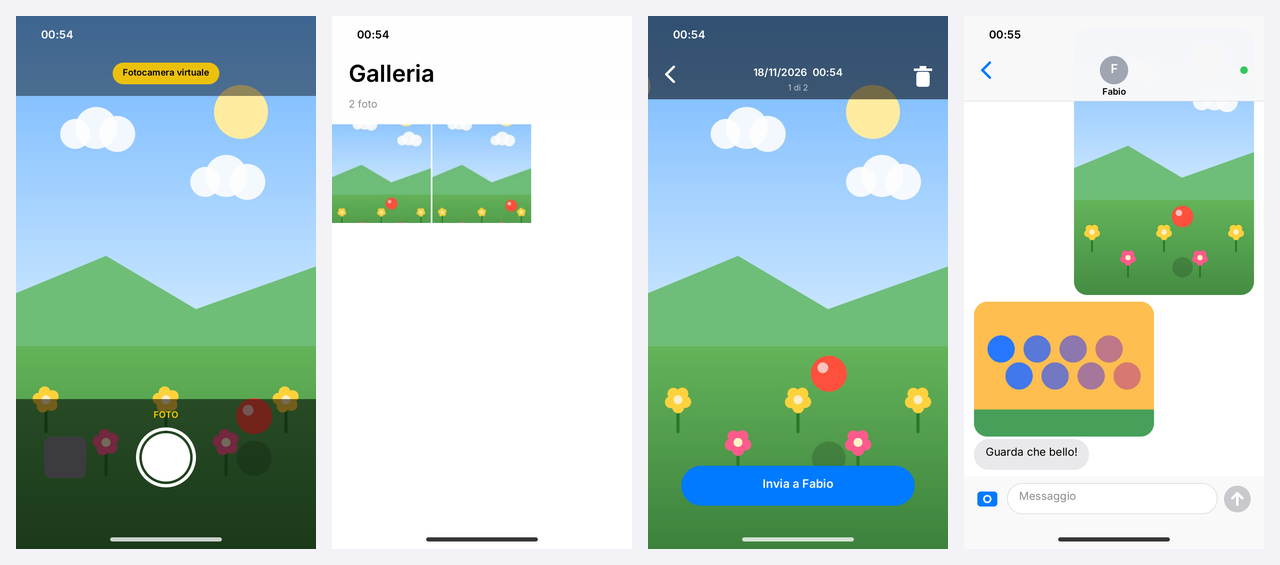 00:54
Fotocamera virtuale
FOTO
00:54
Galleria
2 foto
00:54
18/11/2026 00:54
1 di 2
Invia a Fabio
00:55
F
Fabio
Guarda che bello!
Messaggio